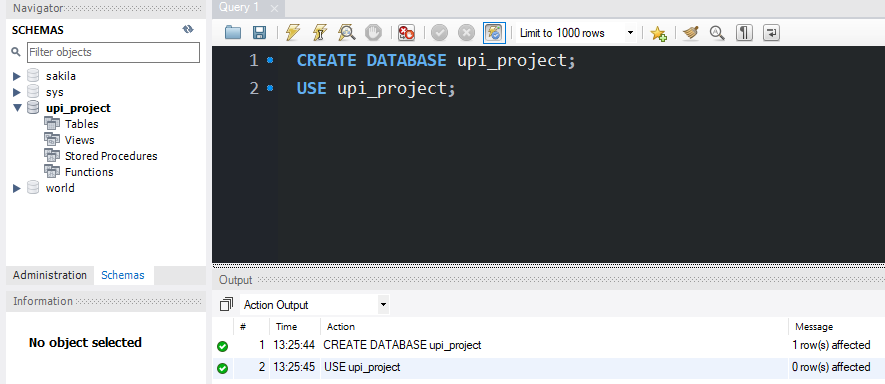 Navigator
SCHEMAS
Filter objects
sakila
sys
upi_project
Tables
Views
Stored Procedures
Functions
world
Administration Schemas
Information
No object selected
Query 1
Limit to 1000 rows
1 CREATE DATABASE upi_project;
2 USE upi_project;
Output
Action Output
# Time Action Message
1 13:25:44 CREATE DATABASE upi_project 1 row(s) affected
2 13:25:45 USE upi_project 0 row(s) affected